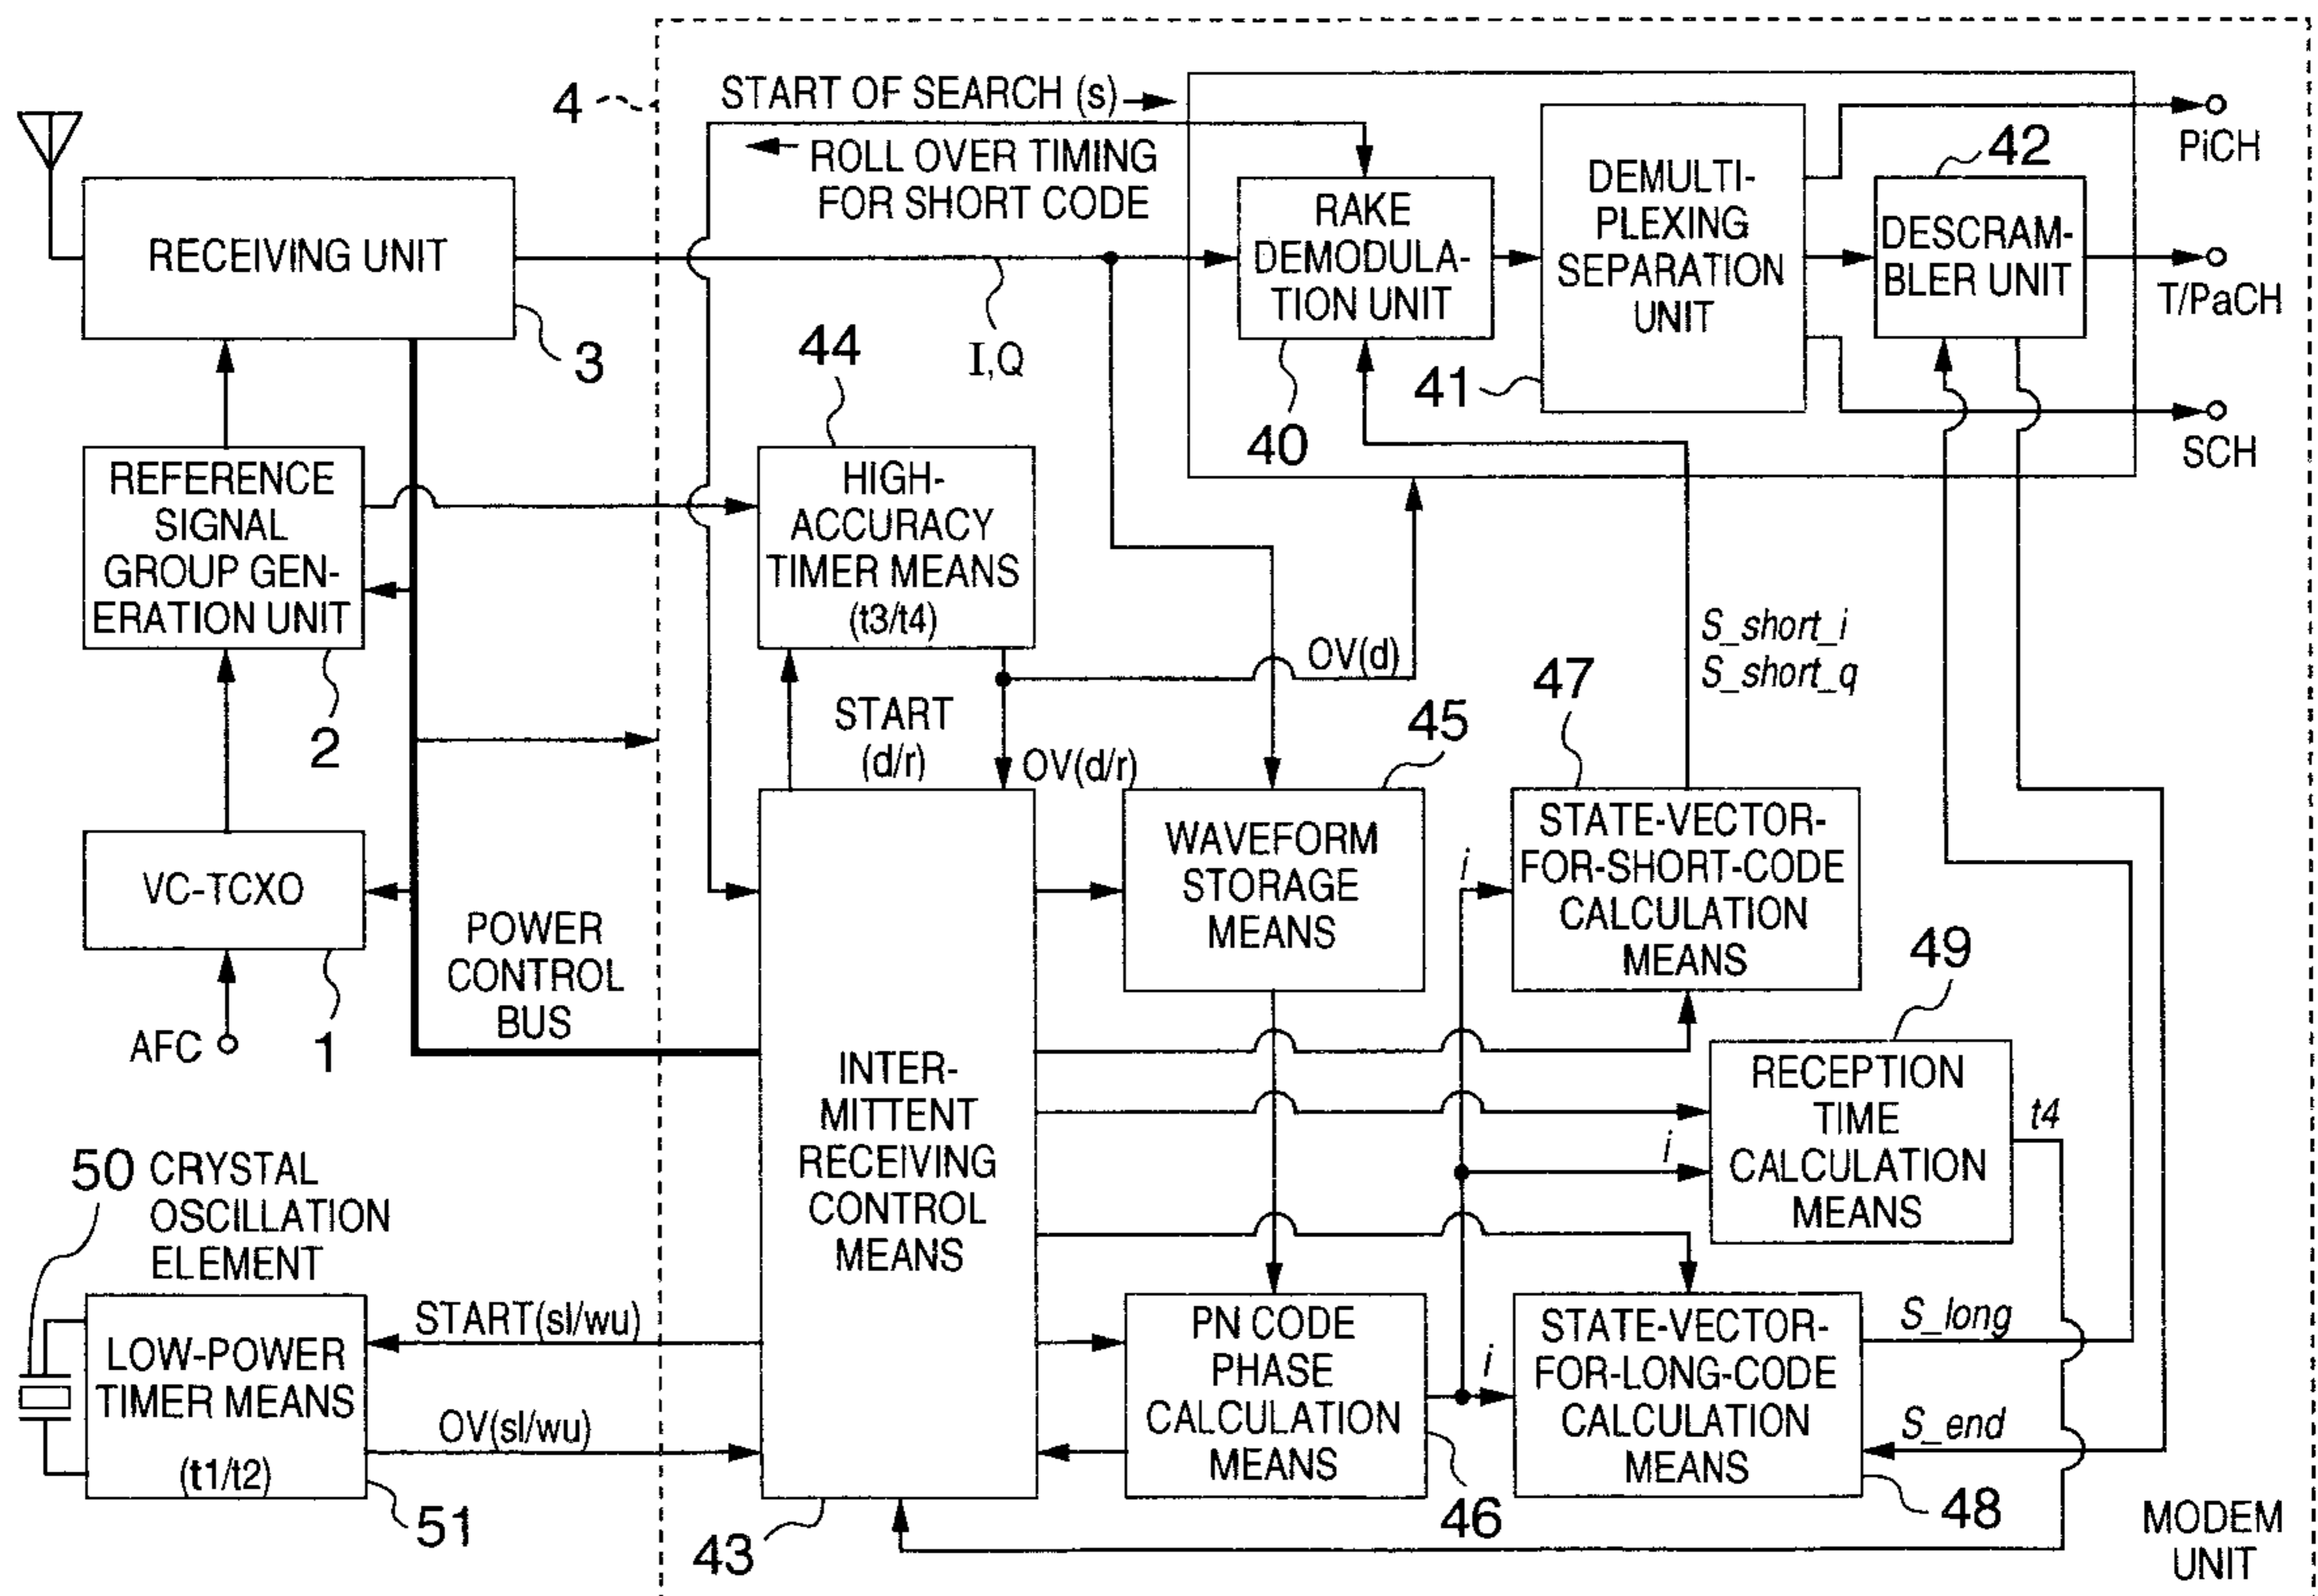 4
START OF SEARCH (s)
ROLL OVER TIMING
FOR SHORT CODE
RECEIVING UNIT
3
I,Q
RAKE
DEMODULA-
TION UNIT
40
DEMULTI-
PLEXING
SEPARATION
UNIT
41
42
DESCRAM-
BLER UNIT
PiCH
T/PaCH
SCH
REFERENCE
SIGNAL
GROUP GEN-
ERATION UNIT
2
44
HIGH-
ACCURACY
TIMER MEANS
(t3/t4)
OV(d)
START
(d/r)
OV(d/r)
S_short_i
S_short_q
VC-TCXO
1
AFC
POWER
CONTROL
BUS
45
WAVEFORM
STORAGE
MEANS
47
STATE-VECTOR-
FOR-SHORT-CODE
CALCULATION
MEANS
i
INTER-
MITTENT
RECEIVING
CONTROL
MEANS
43
49
RECEPTION
TIME
CALCULATION
MEANS
i
t4
50
CRYSTAL
OSCILLATION
ELEMENT
LOW-POWER
TIMER MEANS
(t1/t2)
51
START(sl/wu)
OV(sl/wu)
PN CODE
PHASE
CALCULATION
MEANS
46
i
STATE-VECTOR-
FOR-LONG-CODE
CALCULATION
MEANS
48
S_long
S_end
MODEM
UNIT